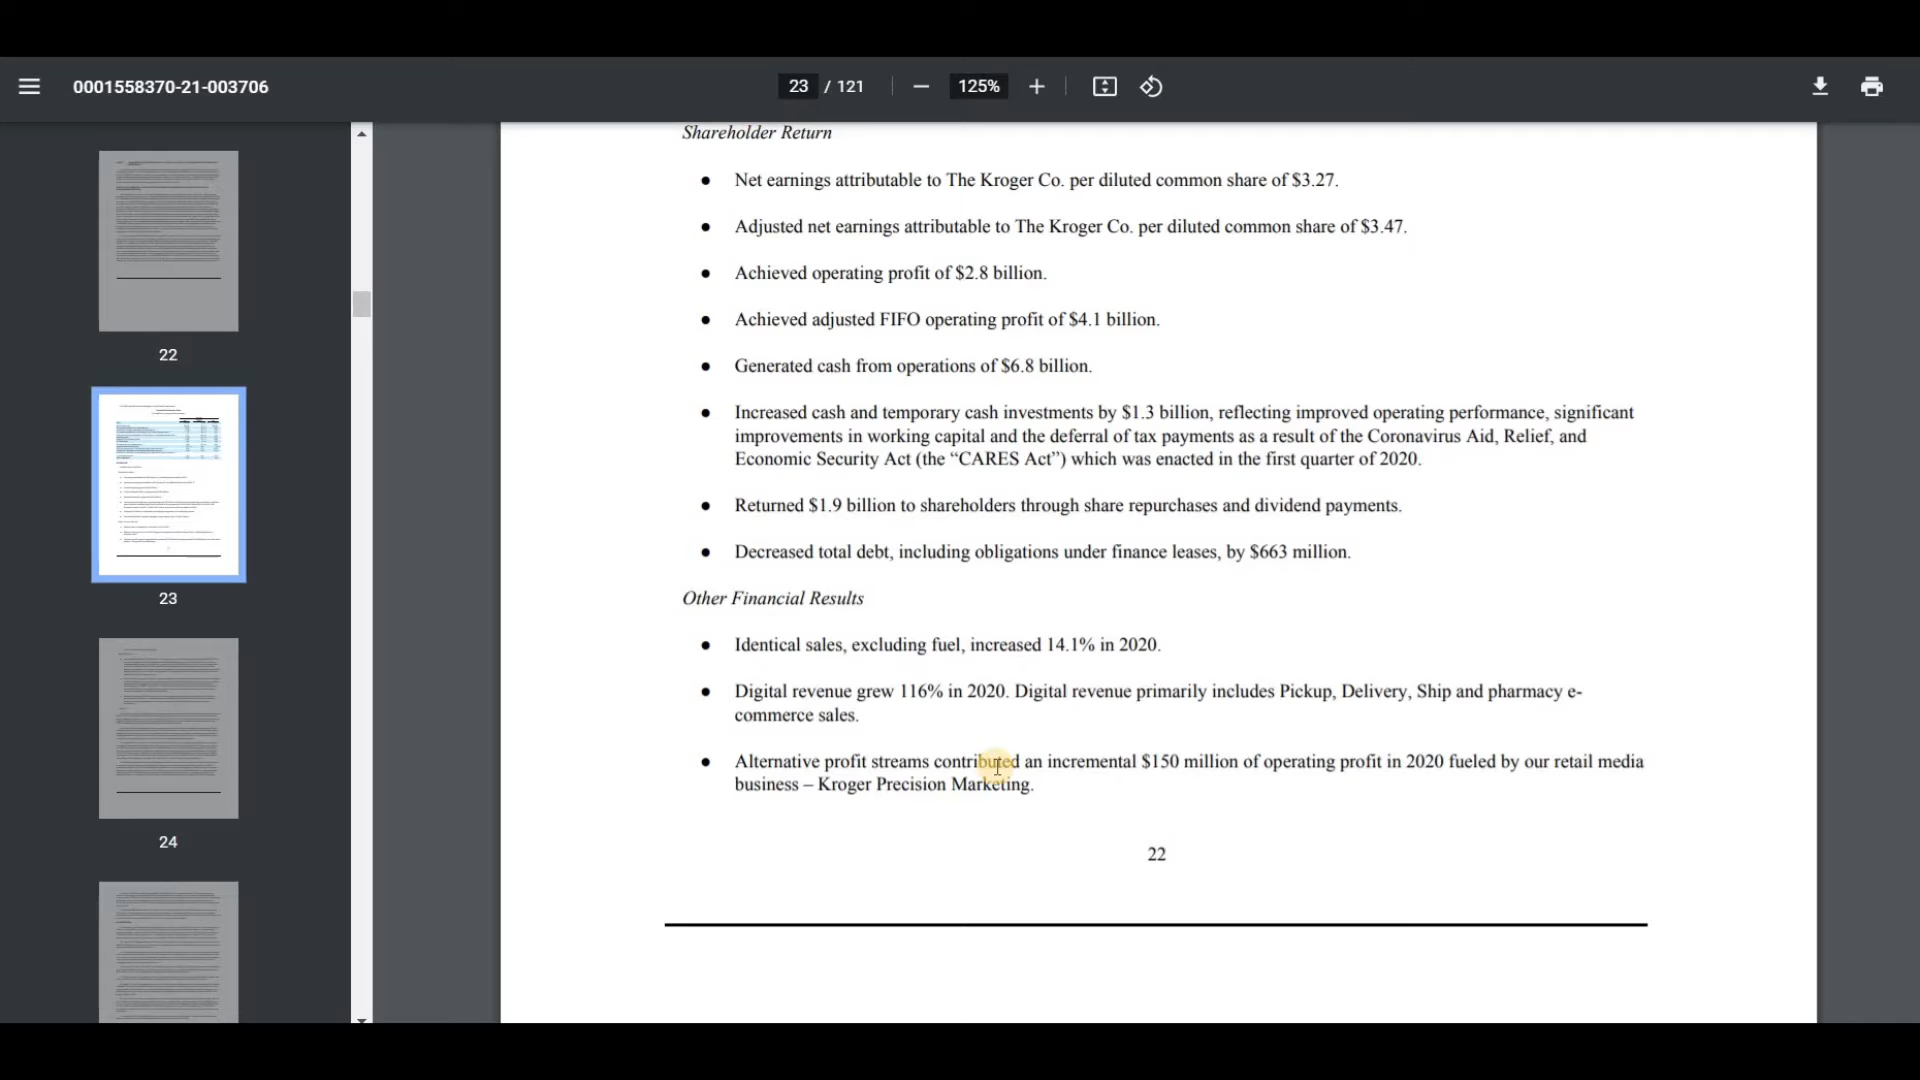 0001558370-21-003706
23 / 121
125%
22
23
24
Shareholder Return
● Net earnings attributable to The Kroger Co. per diluted common share of $3.27.
● Adjusted net earnings attributable to The Kroger Co. per diluted common share of $3.47.
● Achieved operating profit of $2.8 billion.
● Achieved adjusted FIFO operating profit of $4.1 billion.
● Generated cash from operations of $6.8 billion.
● Increased cash and temporary cash investments by $1.3 billion, reflecting improved operating performance, significant
improvements in working capital and the deferral of tax payments as a result of the Coronavirus Aid, Relief, and
Economic Security Act (the “CARES Act”) which was enacted in the first quarter of 2020.
● Returned $1.9 billion to shareholders through share repurchases and dividend payments.
● Decreased total debt, including obligations under finance leases, by $663 million.
Other Financial Results
● Identical sales, excluding fuel, increased 14.1% in 2020.
● Digital revenue grew 116% in 2020. Digital revenue primarily includes Pickup, Delivery, Ship and pharmacy e-
commerce sales.
● Alternative profit streams contributed an incremental $150 million of operating profit in 2020 fueled by our retail media
business – Kroger Precision Marketing.
22